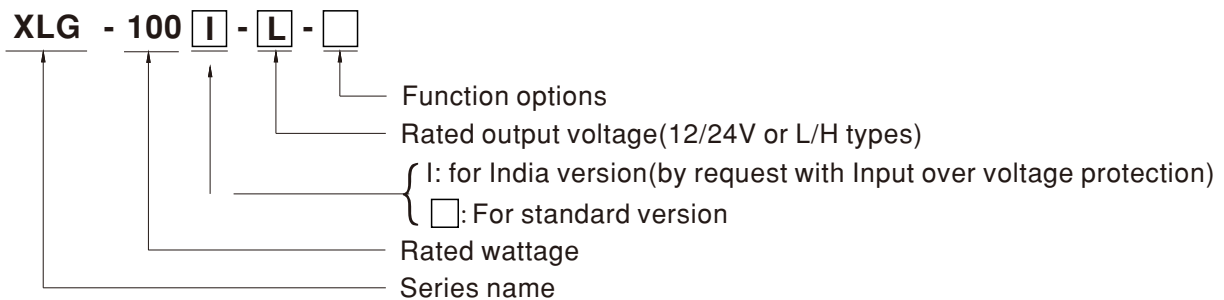 XLG - 100 I - L - □
Function options
Rated output voltage(12/24V or L/H types)
I: for India version(by request with Input over voltage protection)
□: For standard version
Rated wattage
Series name